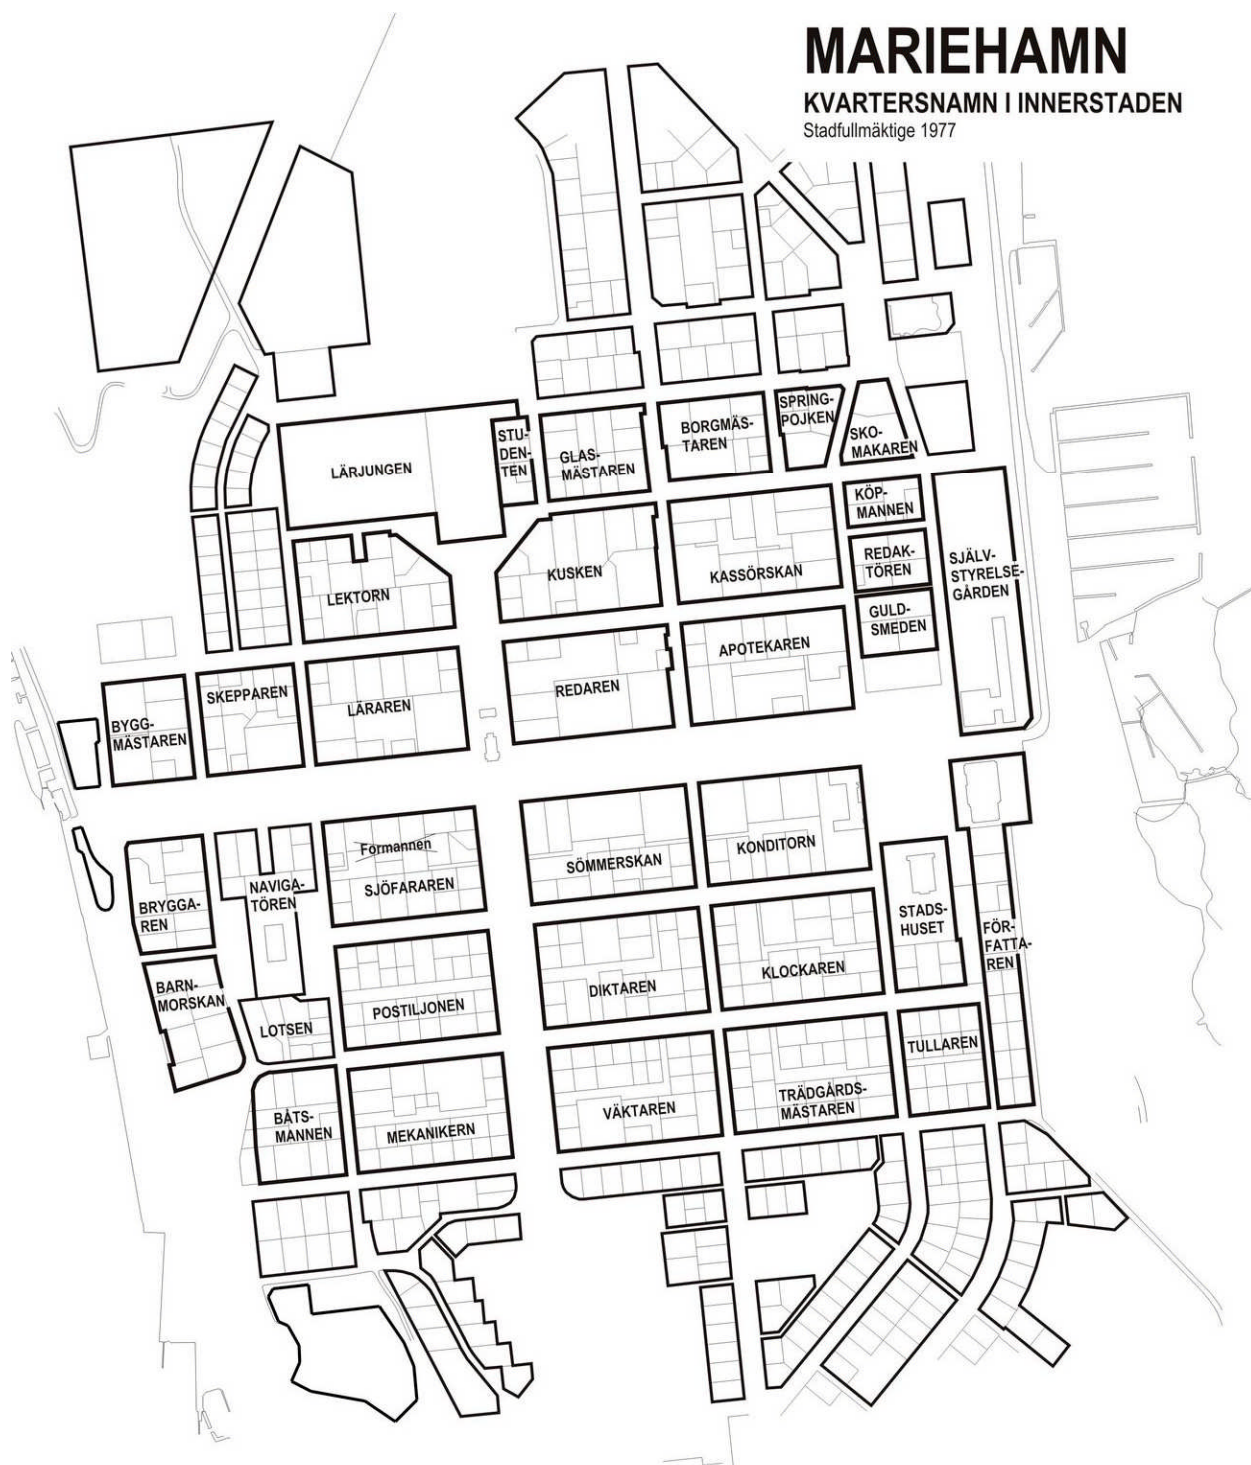 MARIEHAMN
KVARTERSNAMN I INNERSTADEN
Stadfullmäktige 1977
SPRING-
POJKEN
BORGMÄS-
TAREN
SKO-
MAKAREN
STU-
DEN-
TEN
GLAS-
MÄSTAREN
LÄRJUNGEN
KÖP-
MANNEN
REDAK-
TÖREN
SJÄLV-
STYRELSE-
GÅRDEN
KUSKEN
KASSÖRSKAN
LEKTORN
GULD-
SMEDEN
APOTEKAREN
REDAREN
SKEPPAREN
LÄRAREN
BYGG-
MÄSTAREN
Formannen
SJÖFARAREN
SÖMMERSKAN
KONDITORN
NAVIGA-
TÖREN
BRYGGA-
REN
STADS-
HUSET
FÖR-
FATTA-
REN
BARN-
MORSKAN
LOTSEN
POSTILJONEN
DIKTAREN
KLOCKAREN
TULLAREN
BÅTS-
MANNEN
MEKANIKERN
VÄKTAREN
TRÄDGÅRDS-
MÄSTAREN